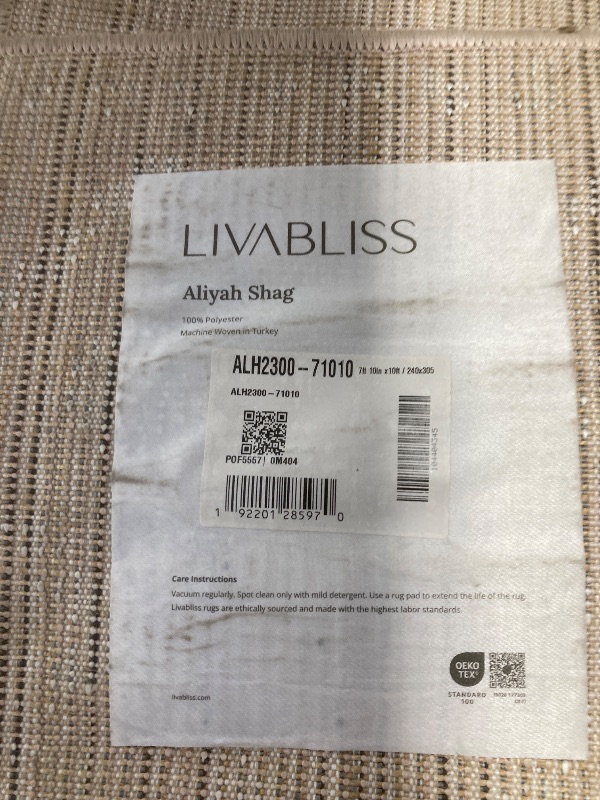 LIVABLISS
Aliyah Shag
100% Polyester
Machine Woven in Turkey
ALH2300-71010 7ft 10in x10ft / 240x305
ALH2300-71010
1 92201 28597 0
Care Instructions
Vacuum regularly. Spot clean only with mild detergent. Use a rug pad to extend the life of the rug.
Livabliss rugs are ethically sourced and made with the highest labor standards.
OEKO
TEX®
STANDARD
100
livabliss.com